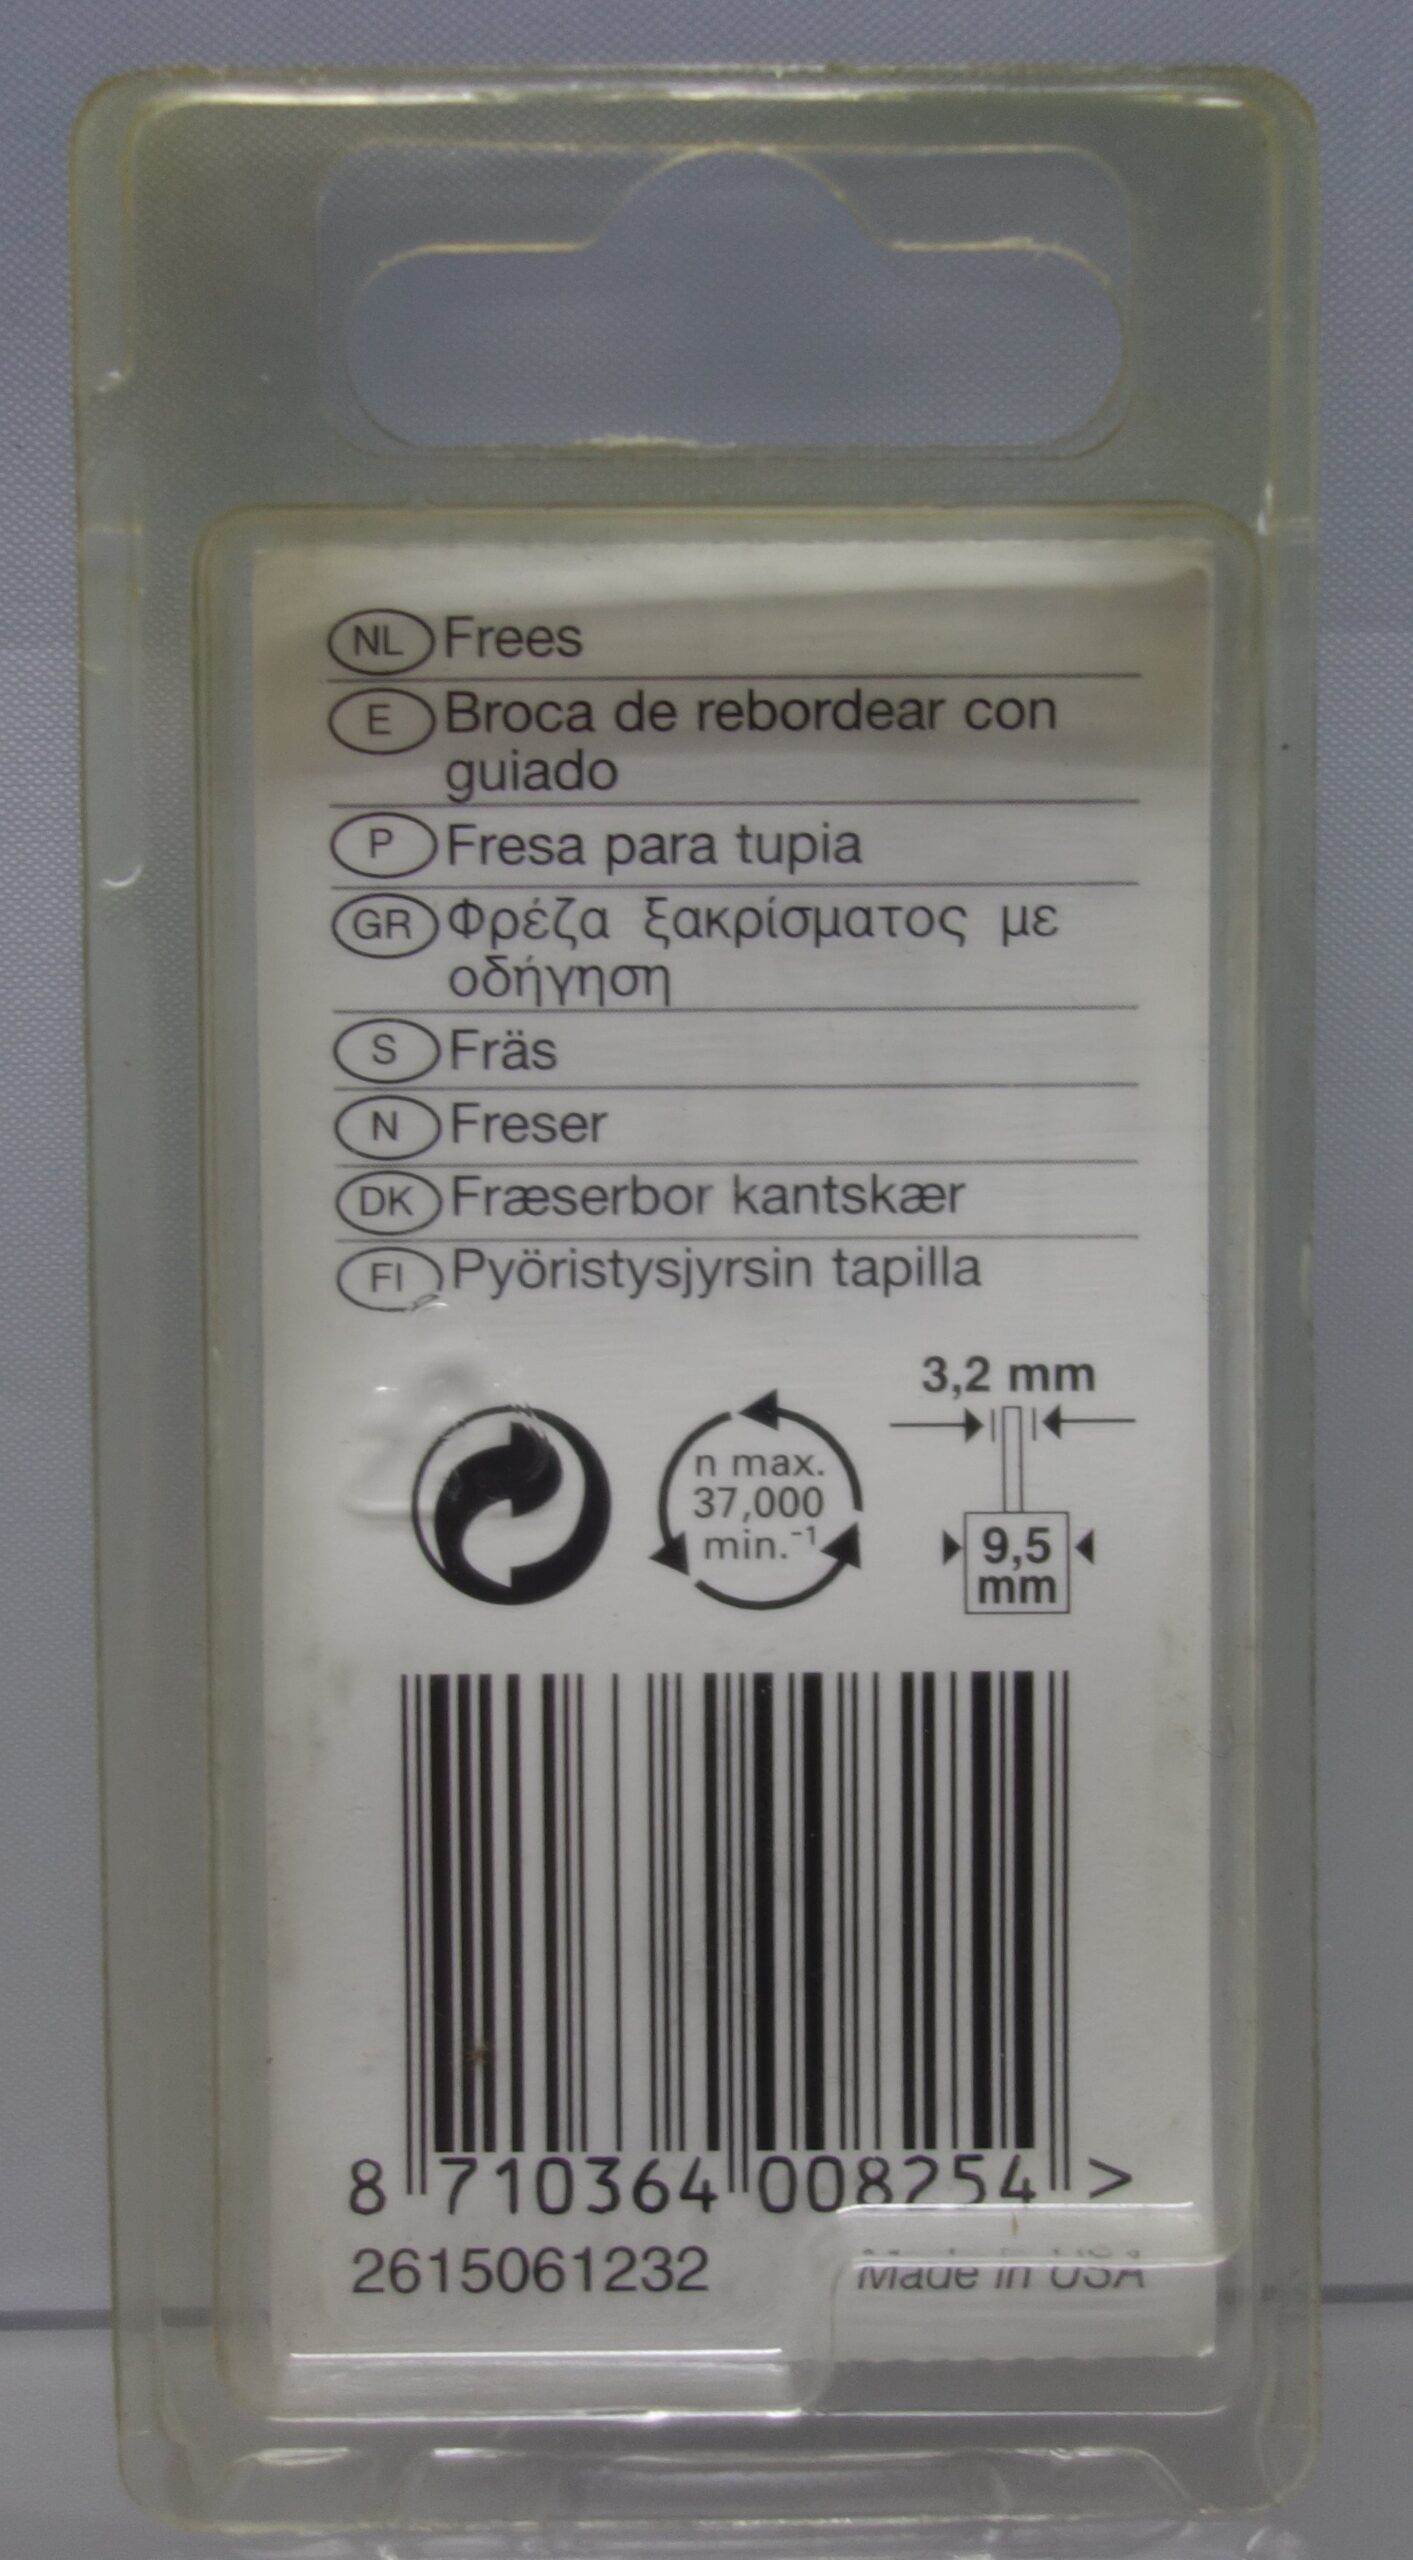 NL Frees
E Broca de rebordear con
guiado
P Fresa para tupia
GR Φρέζα ξακρίσματος με
οδήγηση
S Fräs
N Freser
DK Fræserbor kantskær
FI Pyöristysjyrsin tapilla
3,2 mm
n max.
37,000
min.⁻¹
9,5
mm
8 710364 008254 >
2615061232 Made in USA